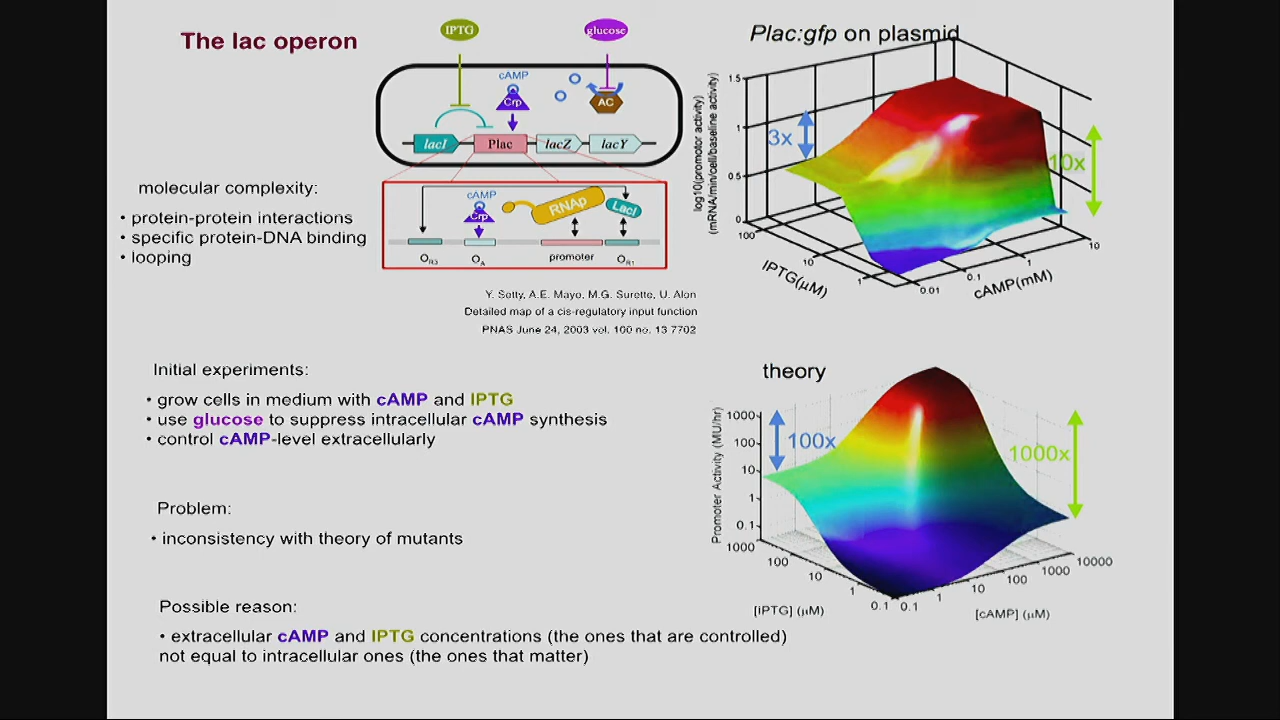 The lac operon
IPTG
glucose
cAMP
Crp
AC
lacI
Plac
lacZ
lacY
molecular complexity:
• protein-protein interactions
• specific protein-DNA binding
• looping
cAMP
Crp
RNAp
LacI
OR3
OA
promoter
OR1
Y. Setty, A.E. Mayo, M.G. Surette, U. Alon
Detailed map of a cis-regulatory input function
PNAS June 24, 2003 vol. 100 no. 13 7702
Plac:gfp on plasmid
log10(promotor activity)
(mRNA/min/cell/baseline activity)
1.5
1
0.5
0
3x
10x
100
10
1
IPTG(µM)
0.01
0.1
1
10
cAMP(mM)
Initial experiments:
• grow cells in medium with cAMP and IPTG
• use glucose to suppress intracellular cAMP synthesis
• control cAMP-level extracellularly
Problem:
• inconsistency with theory of mutants
Possible reason:
• extracellular cAMP and IPTG concentrations (the ones that are controlled)
not equal to intracellular ones (the ones that matter)
theory
Promoter Activity (MU/hr)
1000
100
10
1
0.1
100x
1000x
1000
100
10
1
0.1
[IPTG] (µM)
0.1
1
10
100
1000
10000
[cAMP] (µM)